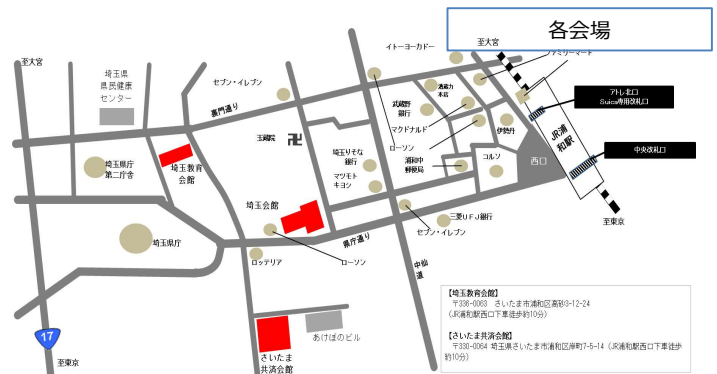 各会場
至大宮
イトーヨーカドー
至大宮
ファミリーマート
埼玉県
県民健康
センター
セブン・イレブン
酒蔵力
本店
武蔵野
銀行
アトレ北口
Suica専用改札口
裏門通り
マクドナルド
伊勢丹
JR浦和駅
玉蔵院
卍
ローソン
埼玉りそな
銀行
浦和中
郵便局
コルソ
西口
中央改札口
埼玉県庁
第二庁舎
埼玉教育
会館
マツモト
キヨシ
埼玉会館
三菱UFJ銀行
至東京
セブン・イレブン
埼玉県庁
県庁通り
ロッテリア
ローソン
中仙道
【埼玉教育会館】
〒336-0063 さいたま市浦和区高砂3-12-24
(JR浦和駅西口下車徒歩約10分)
17
あけぼのビル
さいたま
共済会館
至東京
【さいたま共済会館】
〒330-0064 埼玉県さいたま市浦和区岸町7-5-14 (JR浦和駅西口下車徒歩
約10分)